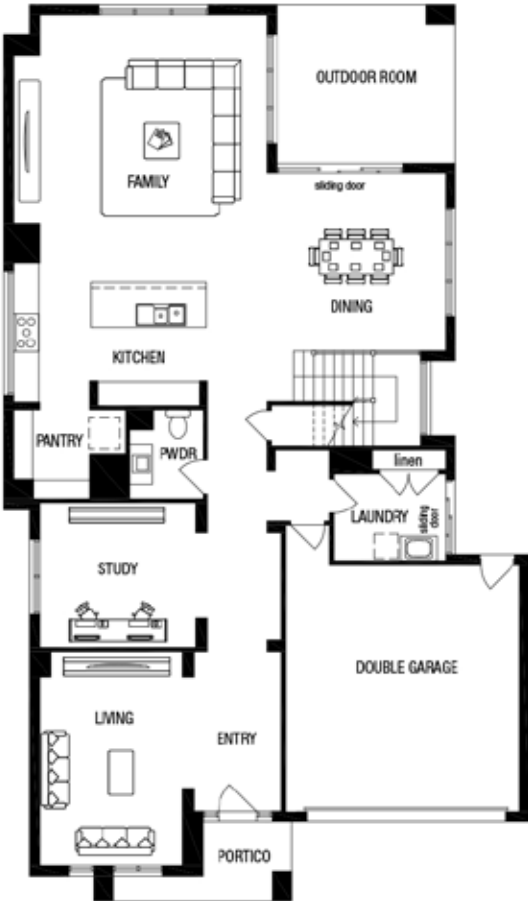 OUTDOOR ROOM
FAMILY
sliding door
DINING
KITCHEN
PANTRY
PWDR
linen
LAUNDRY
sliding
door
STUDY
DOUBLE GARAGE
LIVING
ENTRY
PORTICO